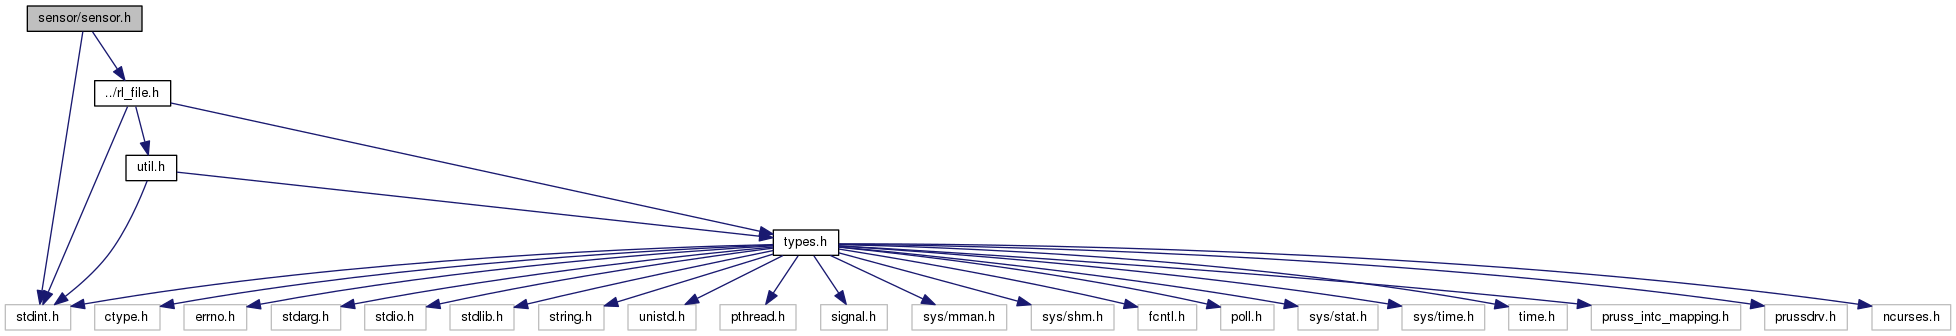 sensor/sensor.h
../rl_file.h
util.h
types.h
stdint.h
ctype.h
errno.h
stdarg.h
stdio.h
stdlib.h
string.h
unistd.h
pthread.h
signal.h
sys/mman.h
sys/shm.h
fcntl.h
poll.h
sys/stat.h
sys/time.h
time.h
pruss_intc_mapping.h
prussdrv.h
ncurses.h